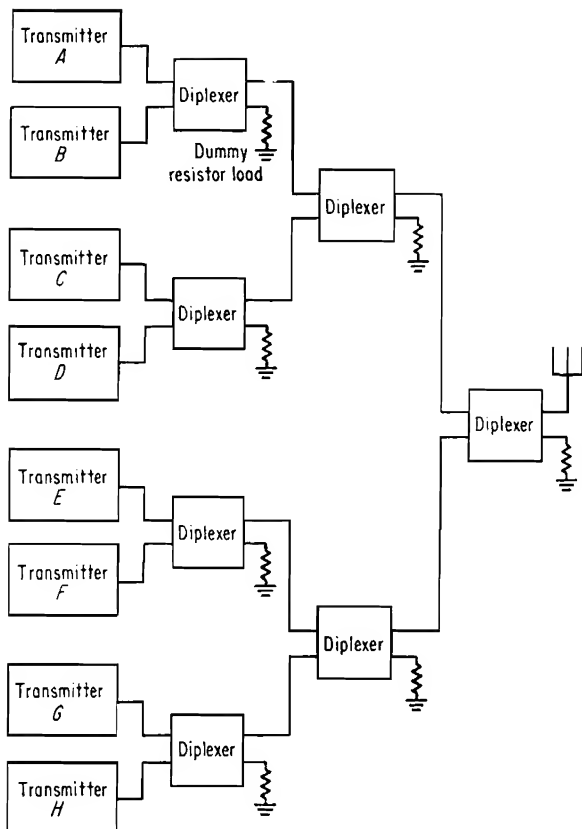 Transmitter
A
Diplexer
Transmitter
B
Dummy
resistor load
Diplexer
Transmitter
C
Diplexer
Transmitter
D
Diplexer
Transmitter
E
Diplexer
Transmitter
F
Diplexer
Transmitter
G
Diplexer
Transmitter
H